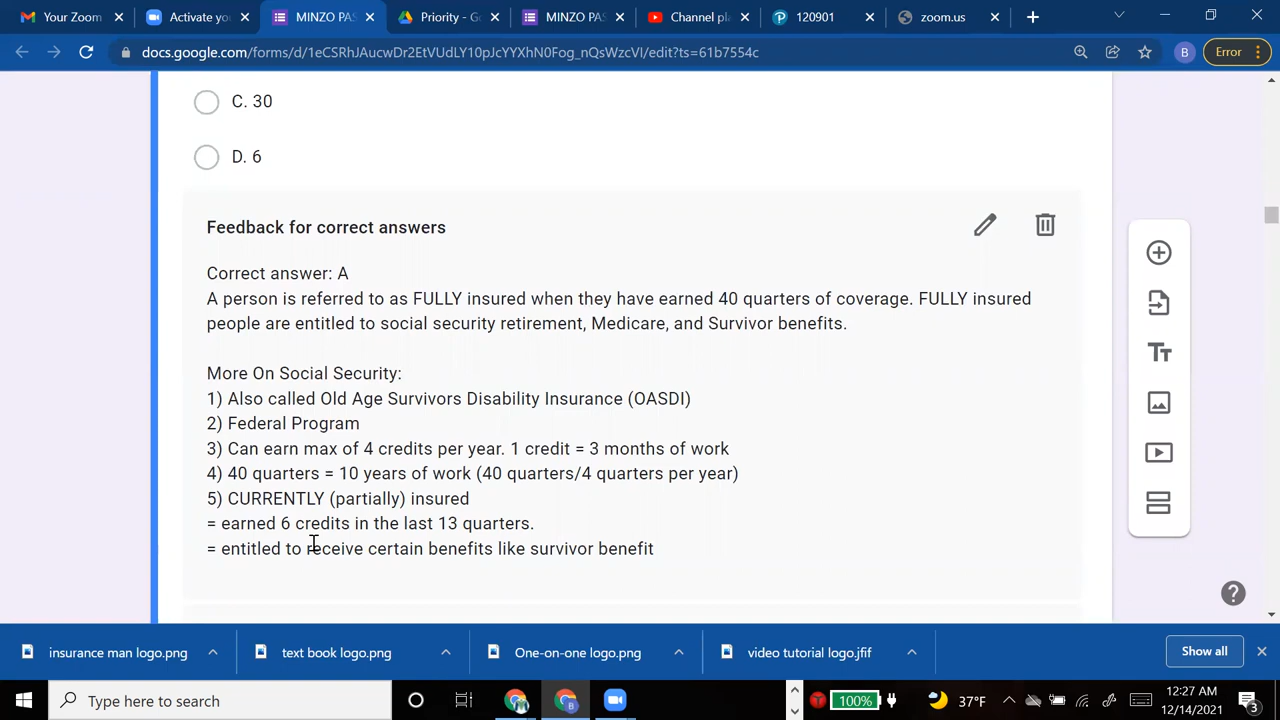 Your Zoom
Activate you
MINZO PAS
Priority - Go
MINZO PAS
Channel pla
120901
zoom.us
docs.google.com/forms/d/1eCSRhJAucwDr2EtVUdLY10pJcYYXhN0Fog_nQsWzcVI/edit?ts=61b7554c
B
Error
C. 30
D. 6
Feedback for correct answers
Correct answer: A
A person is referred to as FULLY insured when they have earned 40 quarters of coverage. FULLY insured
people are entitled to social security retirement, Medicare, and Survivor benefits.
More On Social Security:
1) Also called Old Age Survivors Disability Insurance (OASDI)
2) Federal Program
3) Can earn max of 4 credits per year. 1 credit = 3 months of work
4) 40 quarters = 10 years of work (40 quarters/4 quarters per year)
5) CURRENTLY (partially) insured
= earned 6 credits in the last 13 quarters.
= entitled to receive certain benefits like survivor benefit
Tт
insurance man logo.png
text book logo.png
One-on-one logo.png
video tutorial logo.jfif
Show all
Type here to search
100%
37°F
12:27 AM
12/14/2021
3